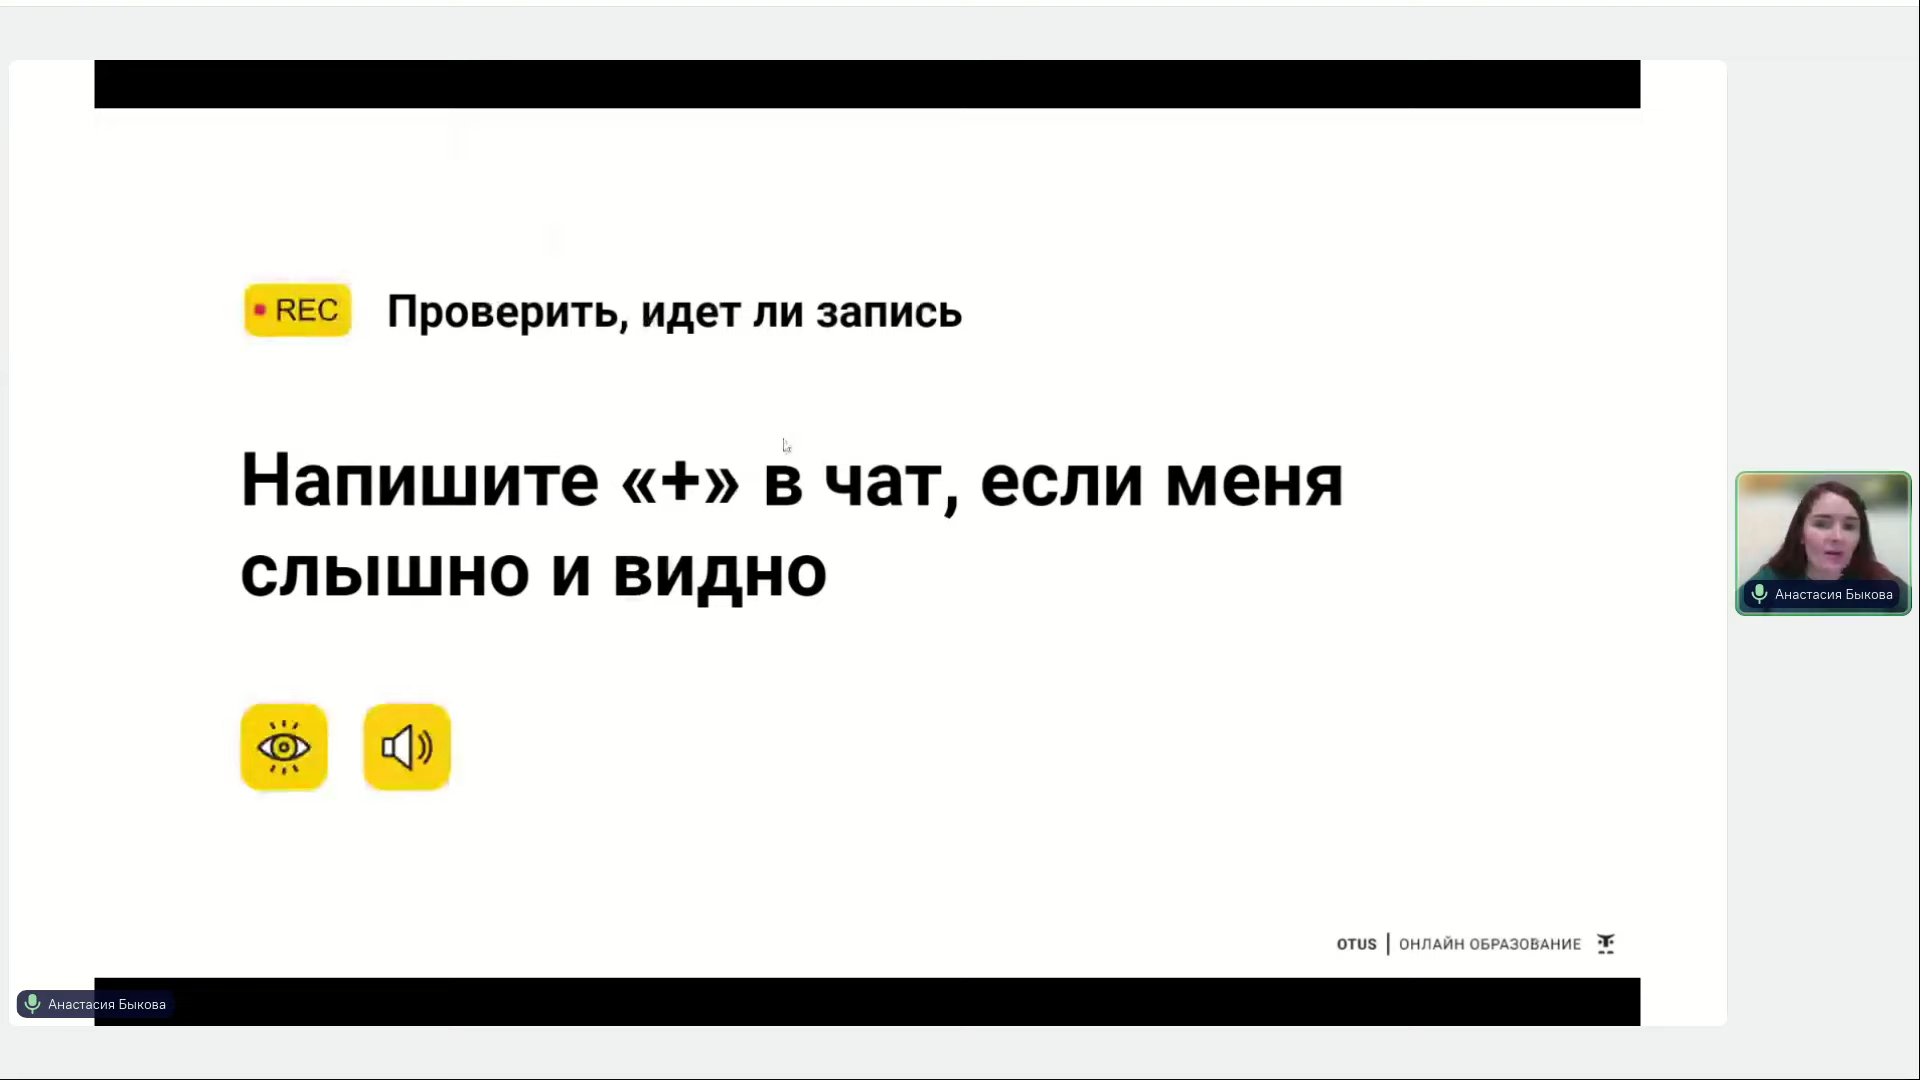 REC Проверить, идет ли запись
Напишите «+» в чат, если меня
слышно и видно
Анастасия Быкова
OTUS | ОНЛАЙН ОБРАЗОВАНИЕ
Анастасия Быкова